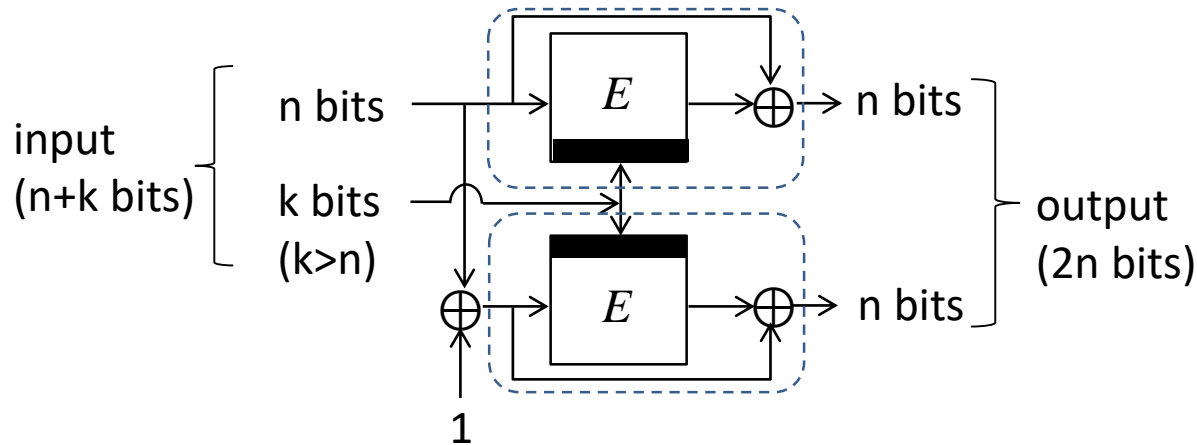 input
(n+k bits)
n bits
k bits
(k>n)
E
E
1
n bits
n bits
output
(2n bits)